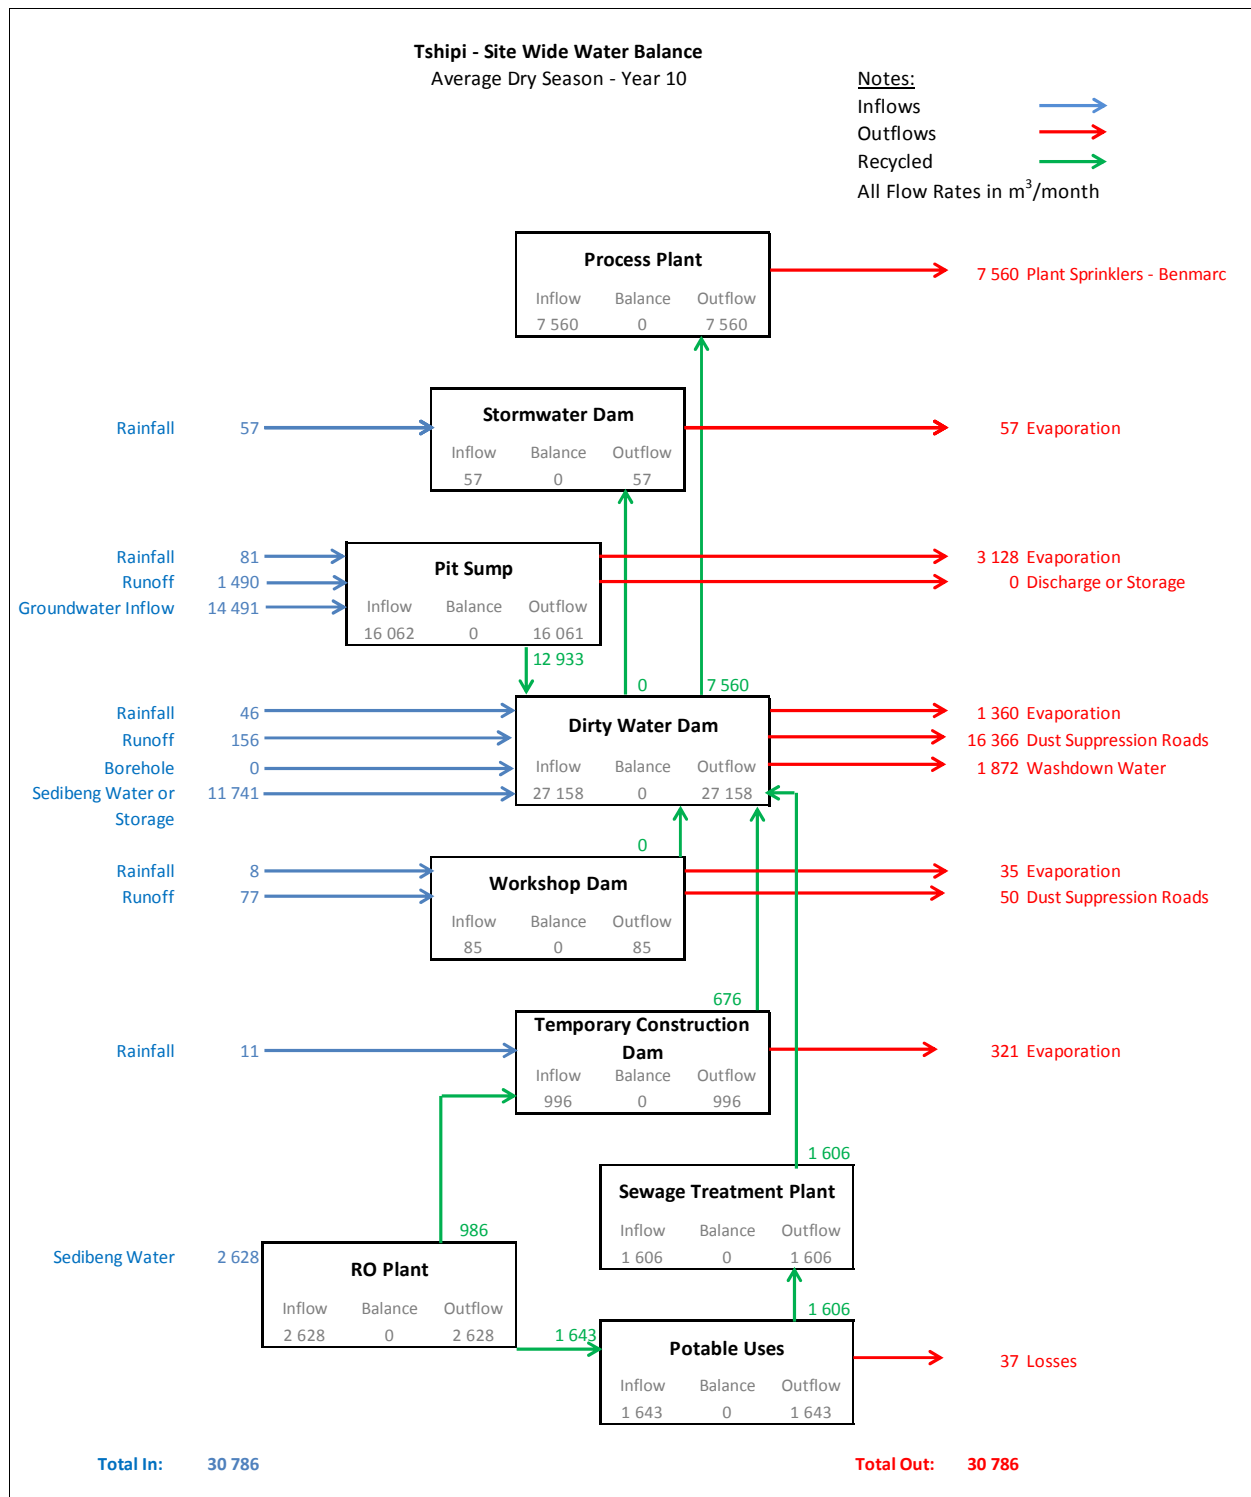 Tshipi - Site Wide Water Balance
Average Dry Season - Year 10
Notes:
Inflows
Outflows
Recycled
All Flow Rates in m³/month
Process Plant
Inflow Balance Outflow
7 560 0 7 560
7 560 Plant Sprinklers - Benmarc
Rainfall 57
Stormwater Dam
Inflow Balance Outflow
57 0 57
57 Evaporation
Rainfall 81
Runoff 1 490
Groundwater Inflow 14 491
Pit Sump
Inflow Balance Outflow
16 062 0 16 061
3 128 Evaporation
0 Discharge or Storage
12 933
0
7 560
Rainfall 46
Runoff 156
Borehole 0
Sedibeng Water or 11 741
Storage
Dirty Water Dam
Inflow Balance Outflow
27 158 0 27 158
1 360 Evaporation
16 366 Dust Suppression Roads
1 872 Washdown Water
0
Rainfall 8
Runoff 77
Workshop Dam
Inflow Balance Outflow
85 0 85
35 Evaporation
50 Dust Suppression Roads
676
Rainfall 11
Temporary Construction
Dam
Inflow Balance Outflow
996 0 996
321 Evaporation
1 606
Sewage Treatment Plant
Inflow Balance Outflow
1 606 0 1 606
986
Sedibeng Water 2 628
RO Plant
Inflow Balance Outflow
2 628 0 2 628
1 643
1 606
Potable Uses
Inflow Balance Outflow
1 643 0 1 643
37 Losses
Total In: 30 786
Total Out: 30 786